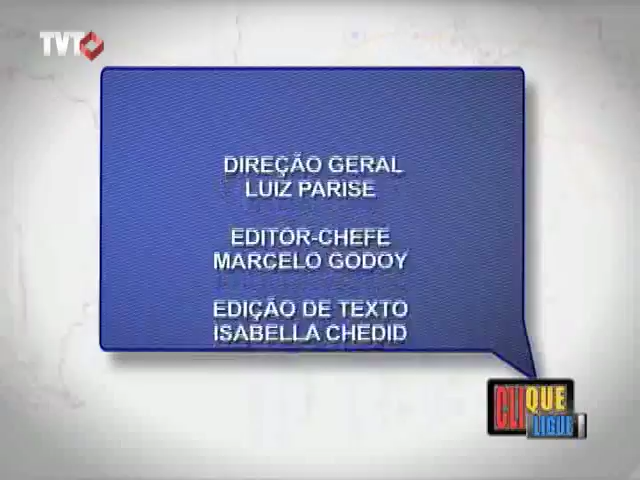 TVT
DIREÇÃO GERAL
LUIZ PARISE
EDITOR-CHEFE
MARCELO GODOY
EDIÇÃO DE TEXTO
ISABELLA CHEDID
CLIQUE
LIGUE